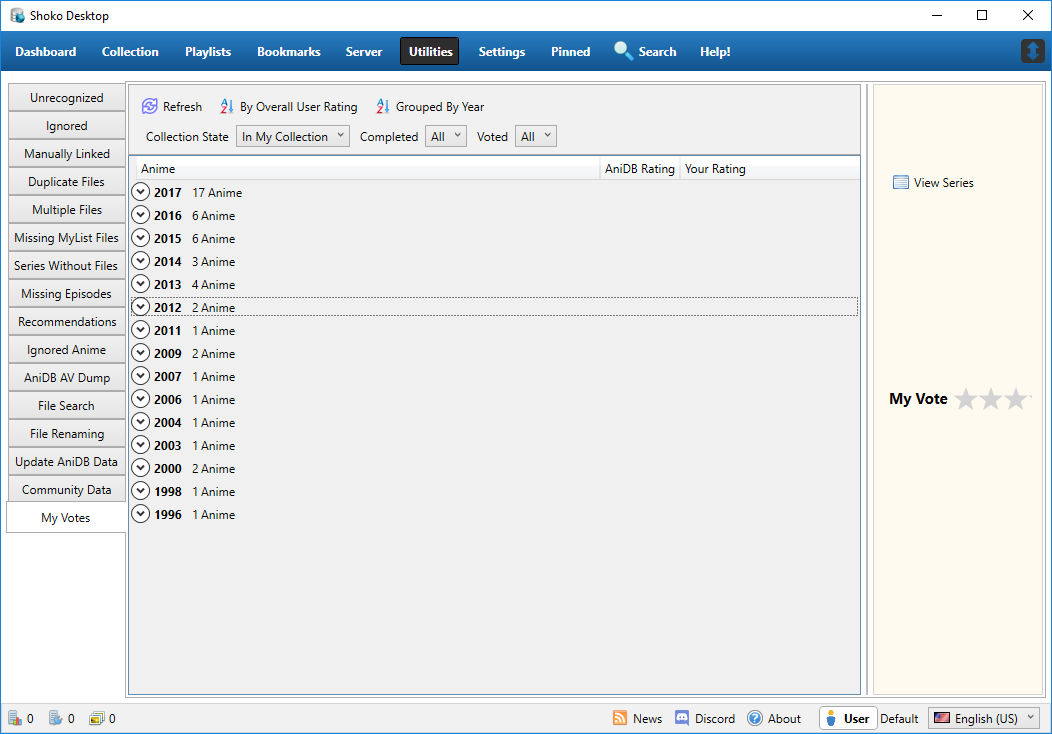 Shoko Desktop
Dashboard Collection Playlists Bookmarks Server Utilities Settings Pinned Search Help!
Unrecognized
Ignored
Manually Linked
Duplicate Files
Multiple Files
Missing MyList Files
Series Without Files
Missing Episodes
Recommendations
Ignored Anime
AniDB AV Dump
File Search
File Renaming
Update AniDB Data
Community Data
My Votes
Refresh By Overall User Rating Grouped By Year
Collection State In My Collection Completed All Voted All
Anime AniDB Rating Your Rating
2017 17 Anime
2016 6 Anime
2015 6 Anime
2014 3 Anime
2013 4 Anime
2012 2 Anime
2011 1 Anime
2009 2 Anime
2007 1 Anime
2006 1 Anime
2004 1 Anime
2003 1 Anime
2000 2 Anime
1998 1 Anime
1996 1 Anime
View Series
My Vote
0 0 0 News Discord About User Default English (US)